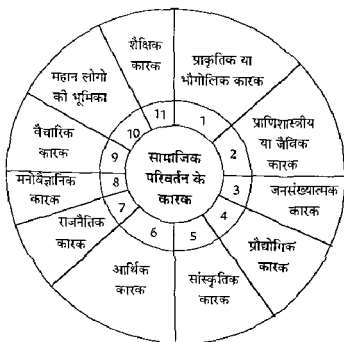 सामाजिक
परिवर्तन के
कारक
1
प्राकृतिक या
भौगोलिक कारक
2
प्राणिशास्त्रीय
या जैविक
कारक
3
जनसंख्यात्मक
कारक
4
प्रौद्योगिक
कारक
5
सांस्कृतिक
कारक
6
आर्थिक
कारक
7
राजनैतिक
कारक
8
मनोवैज्ञानिक
कारक
9
वैचारिक
कारक
10
महान लोगो
की भूमिका
11
शैक्षिक
कारक